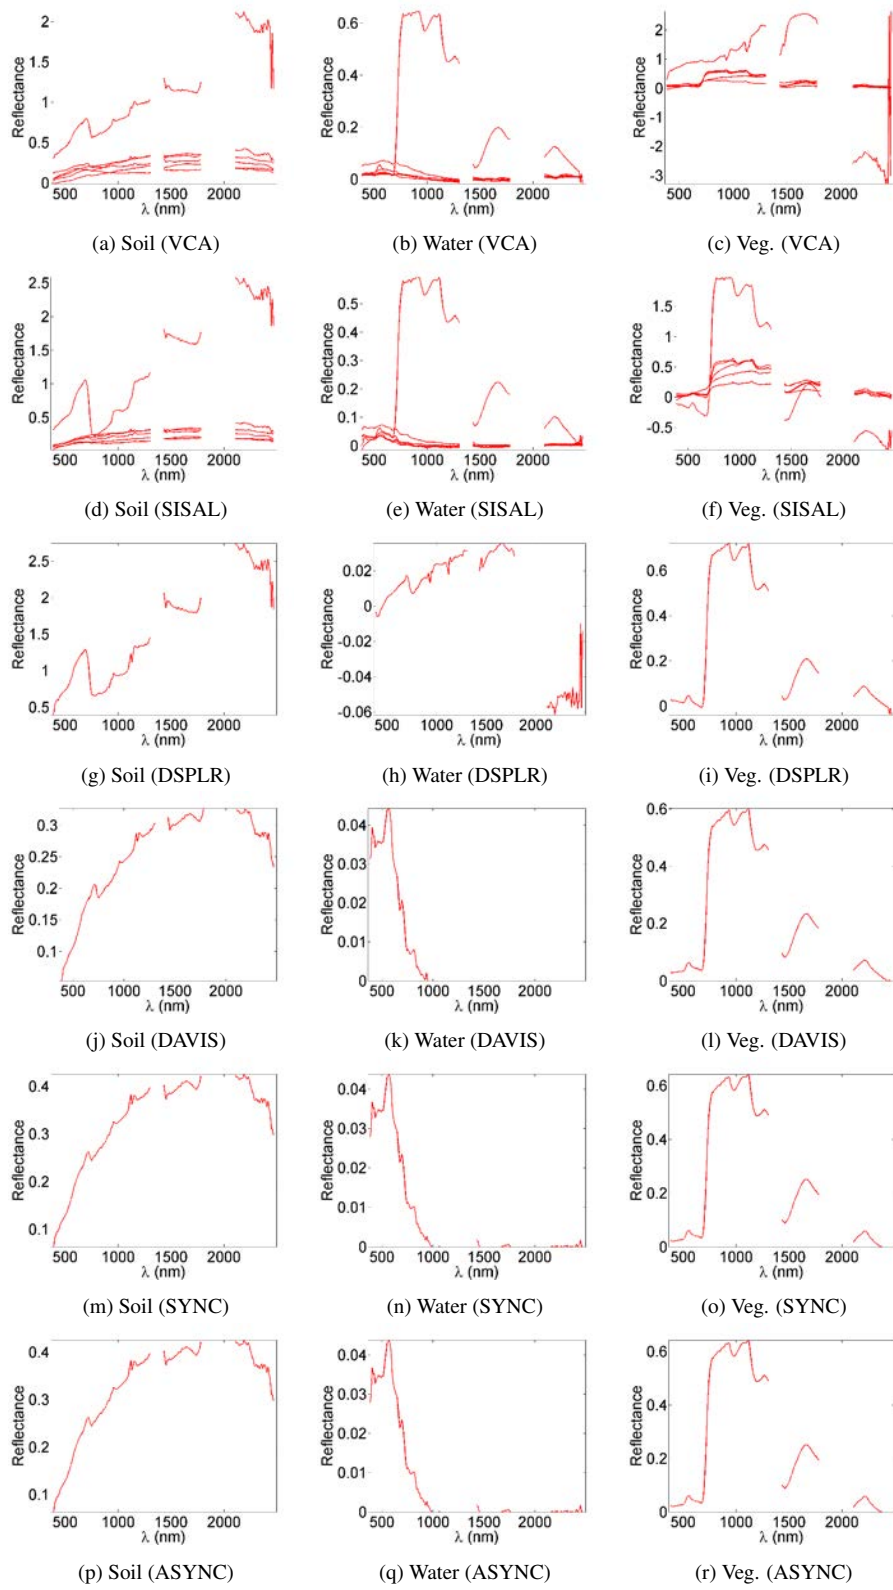 Reflectance 2 1.5 1 0.5 0 500 1000 1500 2000 λ (nm)
Reflectance 0.6 0.4 0.2 0 500 1000 1500 2000 λ (nm)
Reflectance 2 1 0 -1 -2 -3 500 1000 1500 2000 λ (nm)
(a) Soil (VCA) (b) Water (VCA) (c) Veg. (VCA)
Reflectance 2.5 2 1.5 1 0.5 500 1000 1500 2000 λ (nm)
Reflectance 0.5 0.4 0.3 0.2 0.1 0 500 1000 1500 2000 λ (nm)
Reflectance 1.5 1 0.5 0 -0.5 500 1000 1500 2000 λ (nm)
(d) Soil (SISAL) (e) Water (SISAL) (f) Veg. (SISAL)
Reflectance 2.5 2 1.5 1 0.5 500 1000 1500 2000 λ (nm)
Reflectance 0.02 0 -0.02 -0.04 -0.06 500 1000 1500 2000 λ (nm)
Reflectance 0.6 0.4 0.2 0 500 1000 1500 2000 λ (nm)
(g) Soil (DSPLR) (h) Water (DSPLR) (i) Veg. (DSPLR)
Reflectance 0.3 0.25 0.2 0.15 0.1 500 1000 1500 2000 λ (nm)
Reflectance 0.04 0.03 0.02 0.01 0 500 1000 1500 2000 λ (nm)
Reflectance 0.6 0.4 0.2 0 500 1000 1500 2000 λ (nm)
(j) Soil (DAVIS) (k) Water (DAVIS) (l) Veg. (DAVIS)
Reflectance 0.4 0.3 0.2 0.1 500 1000 1500 2000 λ (nm)
Reflectance 0.04 0.03 0.02 0.01 0 500 1000 1500 2000 λ (nm)
Reflectance 0.6 0.4 0.2 0 500 1000 1500 2000 λ (nm)
(m) Soil (SYNC) (n) Water (SYNC) (o) Veg. (SYNC)
Reflectance 0.4 0.3 0.2 0.1 500 1000 1500 2000 λ (nm)
Reflectance 0.04 0.03 0.02 0.01 0 500 1000 1500 2000 λ (nm)
Reflectance 0.6 0.4 0.2 0 500 1000 1500 2000 λ (nm)
(p) Soil (ASYNC) (q) Water (ASYNC) (r) Veg. (ASYNC)